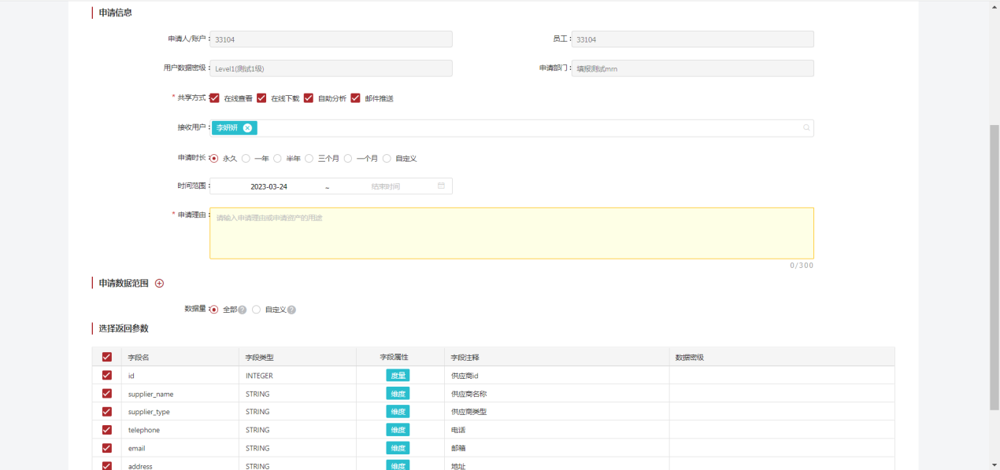 申请信息
申请人/账户： 33104 员工： 33104
用户数据密级： Level1(测试1级) 申请部门： 填报测试mm
* 共享方式： 在线查看 在线下载 自助分析 邮件推送
接收用户： 李妍妍
申请时长： 永久 一年 半年 三个月 一个月 自定义
时间范围： 2023-03-24 ~ 结束时间
* 申请理由： 请输入申请理由或申请资产的用途
0/300
申请数据范围
数据量： 全部 ? 自定义 ?
选择返回参数
字段名 字段类型 字段属性 字段注释 数据密级
id INTEGER 度量 供应商id
supplier_name STRING 维度 供应商名称
supplier_type STRING 维度 供应商类型
telephone STRING 维度 电话
email STRING 维度 邮箱
address STRING 维度 地址